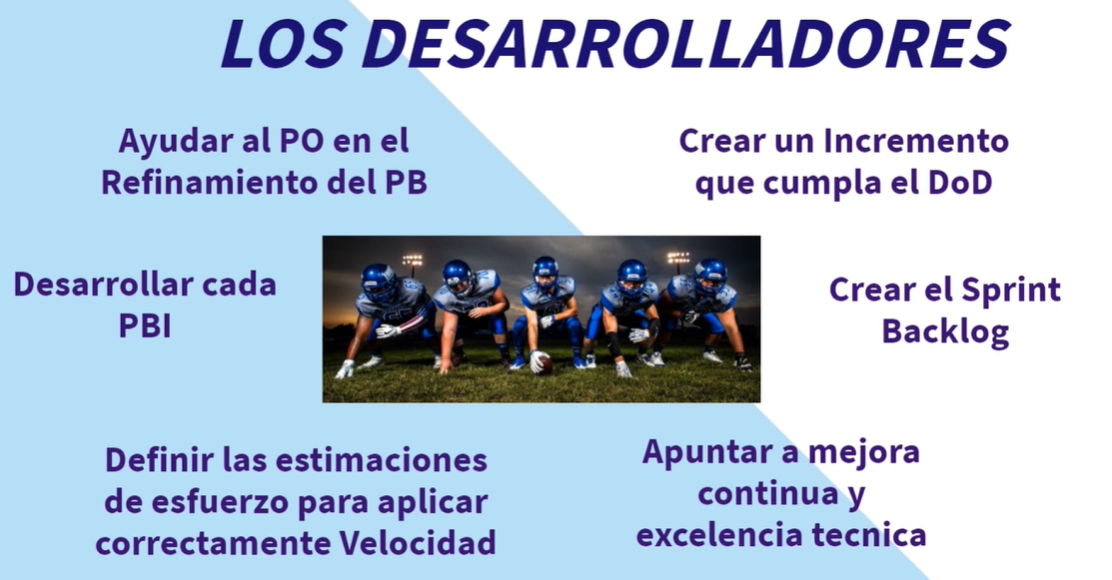 LOS DESARROLLADORES
Ayudar al PO en el
Refinamiento del PB
Crear un Incremento
que cumpla el DoD
Desarrollar cada
PBI
Crear el Sprint
Backlog
Definir las estimaciones
de esfuerzo para aplicar
correctamente Velocidad
Apuntar a mejora
continua y
excelencia tecnica